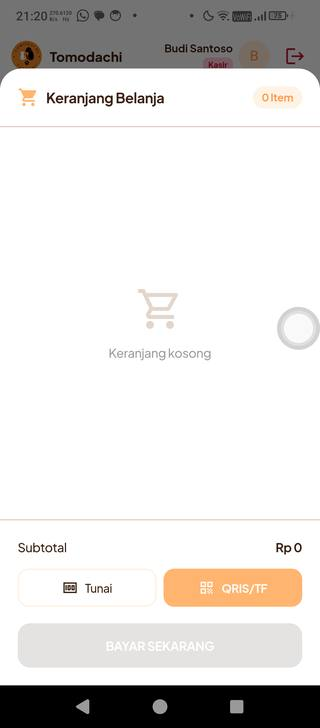 21:20
Tomodachi
Budi Santoso
Kasir
B
Keranjang Belanja
0 Item
Keranjang kosong
Subtotal
Rp 0
Tunai
QRIS/TF
BAYAR SEKARANG